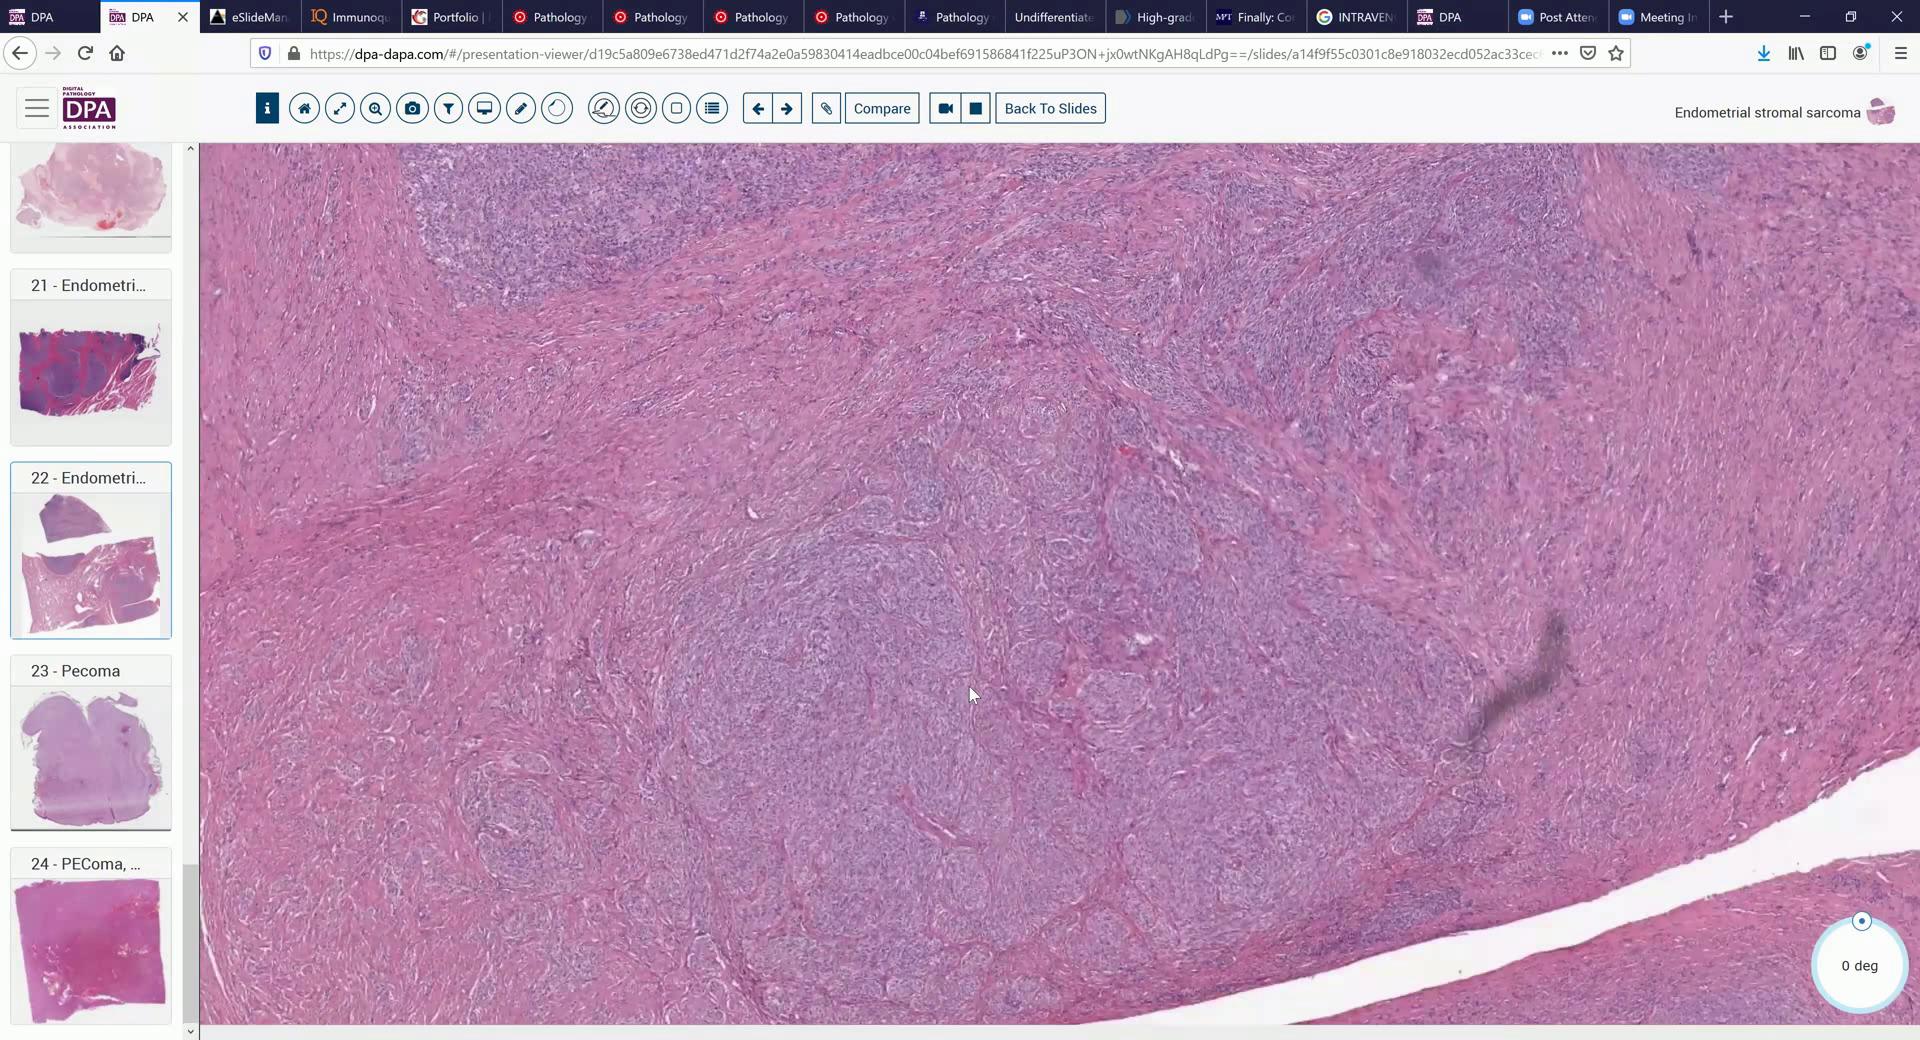 DPA
DPA
eSlideMan
Immunoqu
Portfolio |
Pathology
Pathology
Pathology
Pathology
Pathology
Undifferentiate
High-grad
Finally: Co
INTRAVEN
DPA
Post Atten
Meeting In
https://dpa-dapa.com/#/presentation-viewer/d19c5a809e6738ed471d2f74a2e0a59830414eadbce00c04bef691586841f225uP3ON+jx0wtNKgAH8qLdPg==/slides/a14f9f55c0301c8e918032ecd052ac33cec
DIGITAL PATHOLOGY
DPA
ASSOCIATION
Compare
Back To Slides
Endometrial stromal sarcoma
21 - Endometri...
22 - Endometri...
23 - Pecoma
24 - PEComa, ...
0 deg